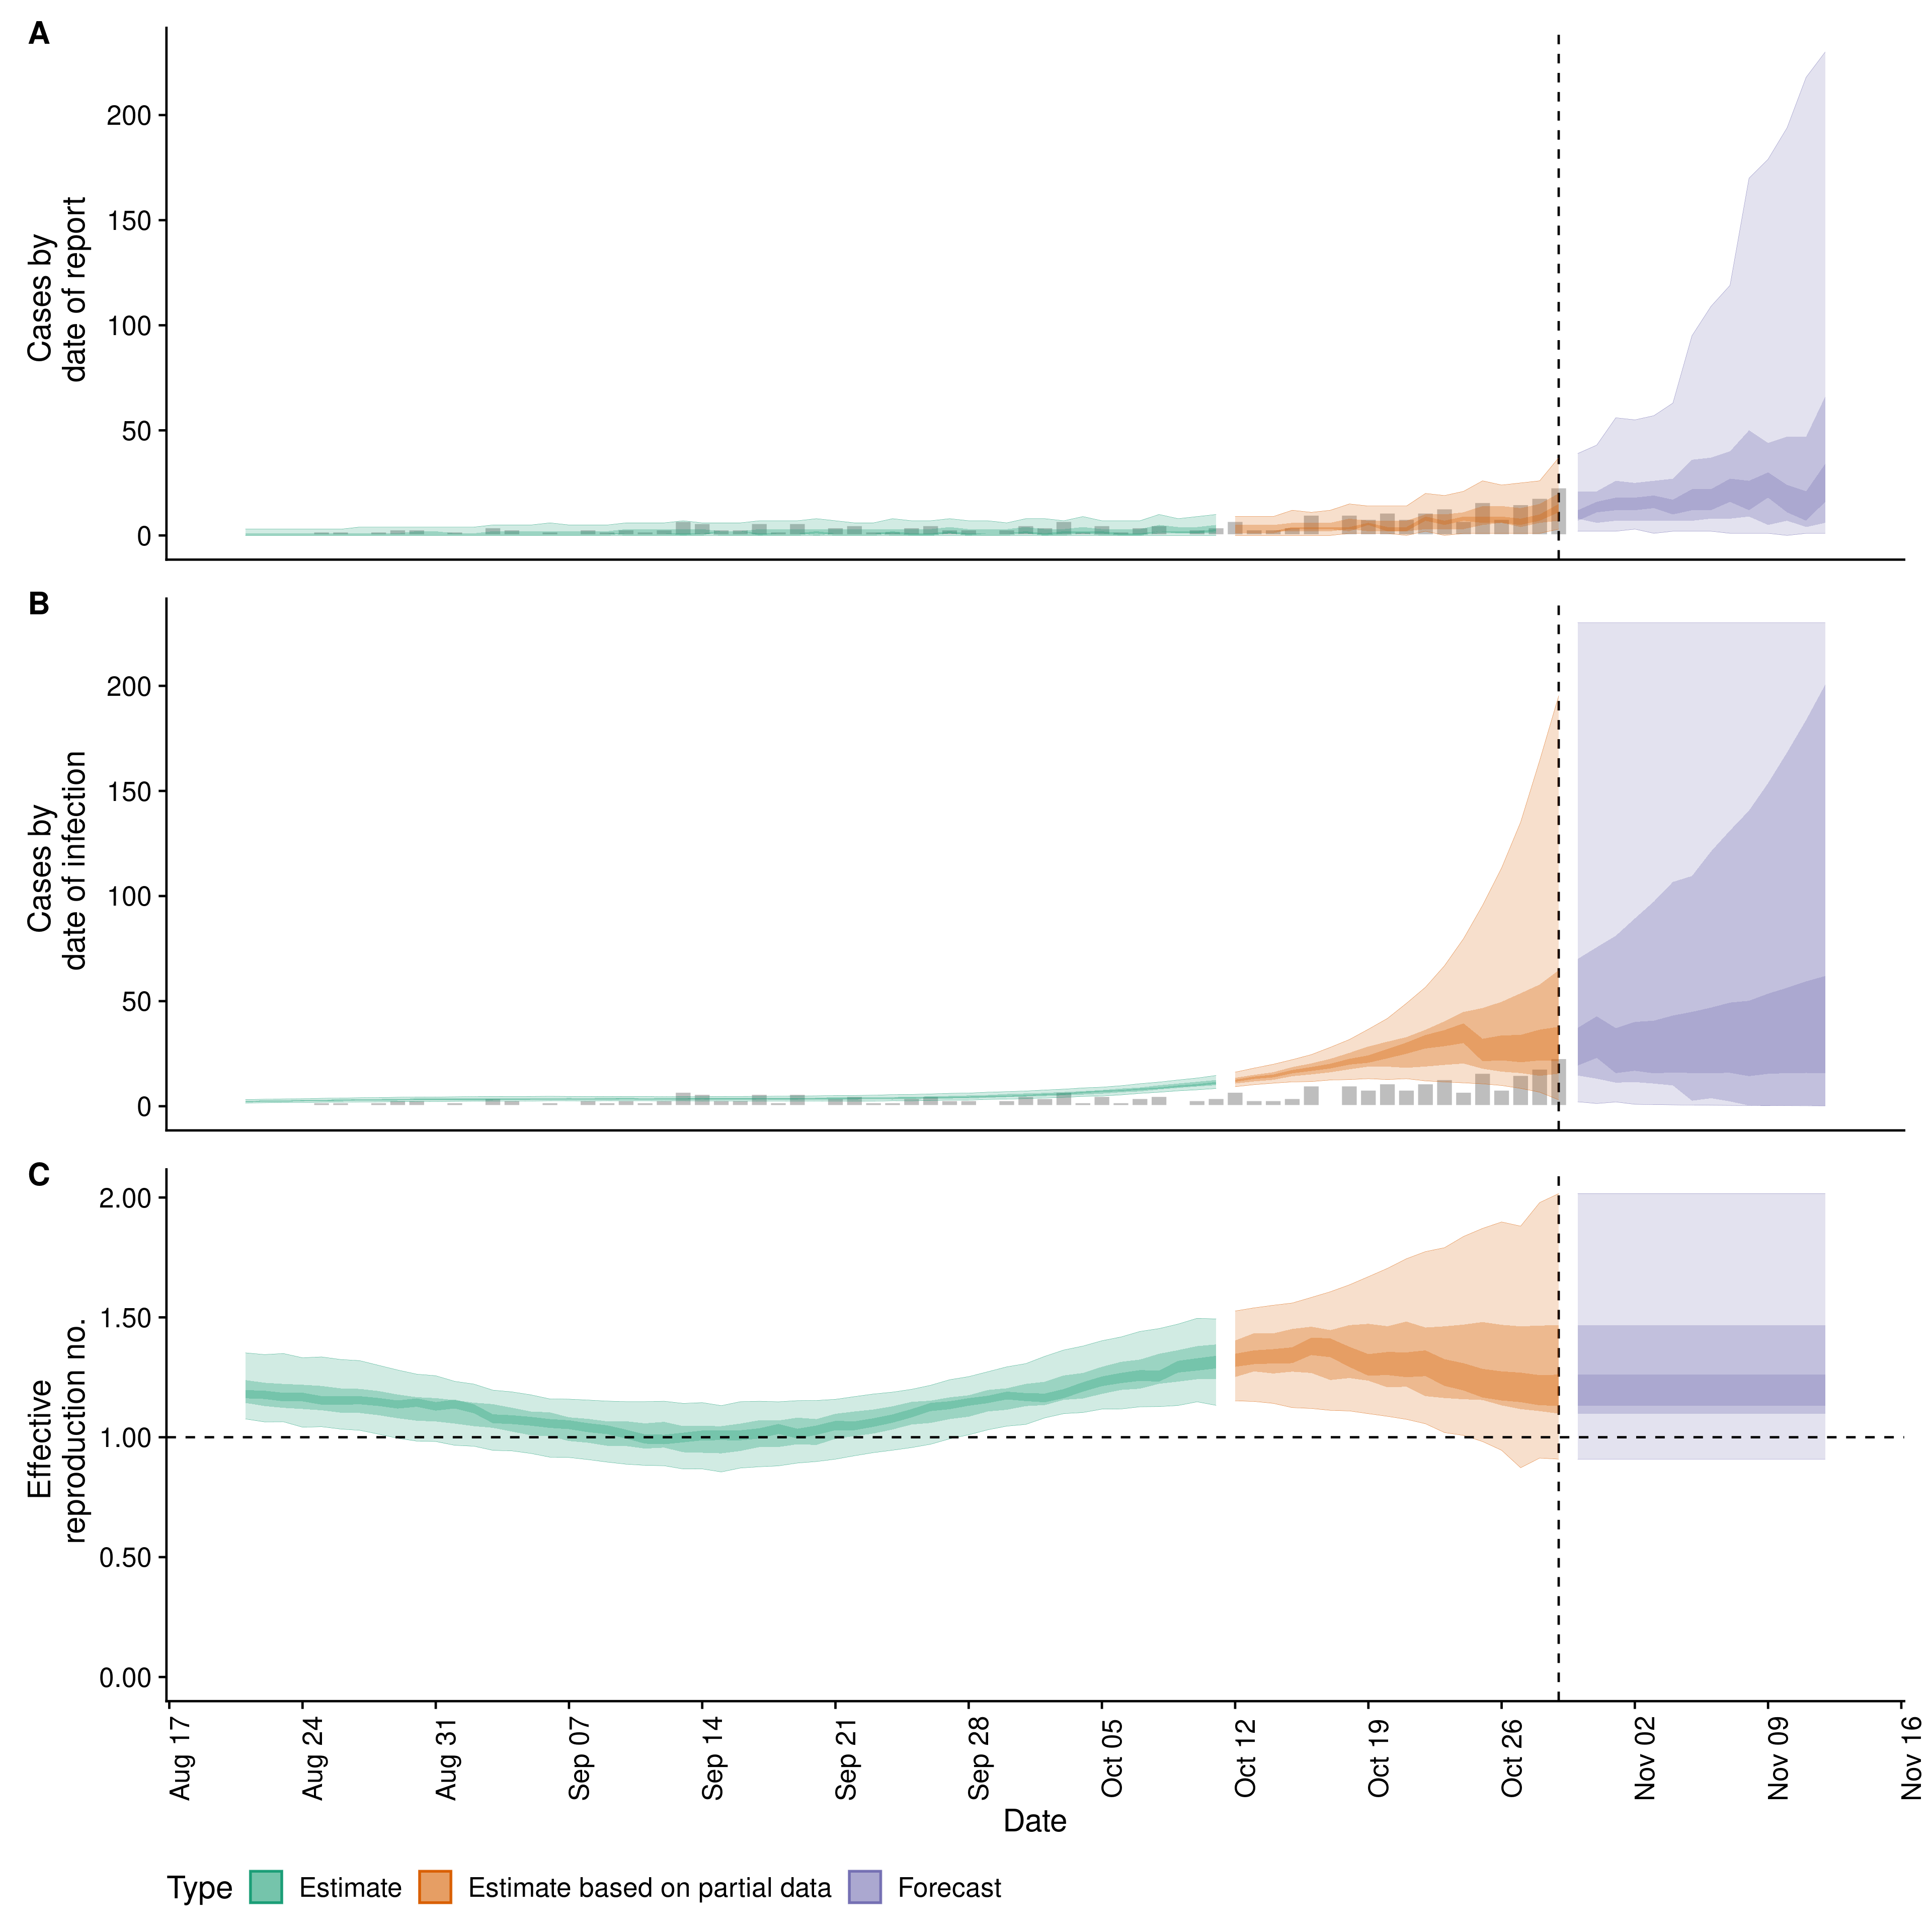 A
200
150
100
50
0
Cases by
date of report
B
200
150
100
50
0
Cases by
date of infection
C
2.00
1.50
1.00
0.50
0.00
Effective
reproduction no.
Aug 17
Aug 24
Aug 31
Sep 07
Sep 14
Sep 21
Sep 28
Oct 05
Oct 12
Oct 19
Oct 26
Nov 02
Nov 09
Nov 16
Date
Type Estimate Estimate based on partial data Forecast